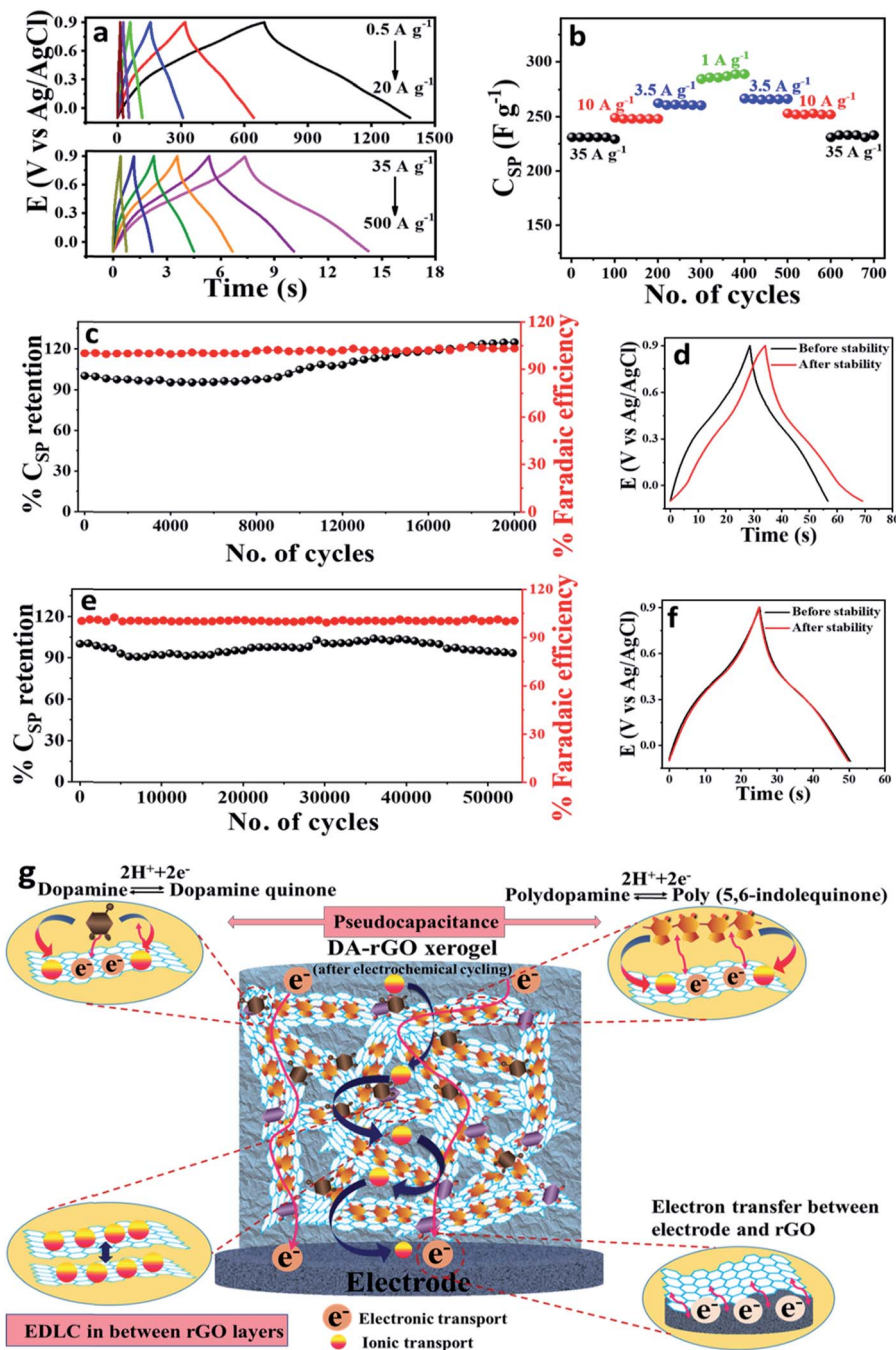 a
E (V vs Ag/AgCl)
0.9
0.6
0.3
0.0
0.5 A g-1
20 A g-1
0 300 600 900 1200 1500
0.9
0.6
0.3
0.0
35 A g-1
500 A g-1
0 3 6 9 12 15 18
Time (s)
b
CSP (F g-1)
300
250
225
150
1 A g-1
3.5 A g-1
3.5 A g-1
10 A g-1
10 A g-1
35 A g-1
35 A g-1
0 100 200 300 400 500 600 700
No. of cycles
c
% CSP retention
120
90
60
30
0
120
90
60
30
0
% Faradaic efficiency
0 4000 8000 12000 16000 20000
No. of cycles
d
Before stability
After stability
E (V vs Ag/AgCl)
0.9
0.6
0.3
0.0
0 10 20 30 40 50 60 70 80
Time (s)
e
% CSP retention
120
90
60
30
0
120
90
60
30
0
% Faradaic efficiency
0 10000 20000 30000 40000 50000
No. of cycles
f
Before stability
After stability
E (V vs Ag/AgCl)
0.9
0.6
0.3
0.0
0 10 20 30 40 50 60
Time (s)
g
2H++2e-
Dopamine ⇌ Dopamine quinone
2H++2e-
Polydopamine ⇌ Poly (5,6-indolequinone)
Pseudocapacitance
DA-rGO xerogel
(after electrochemical cycling)
e- e-
e- e-
e- e-
Electron transfer between
electrode and rGO
e- e-
Electrode
e- e- e-
EDLC in between rGO layers
e- Electronic transport
Ionic transport